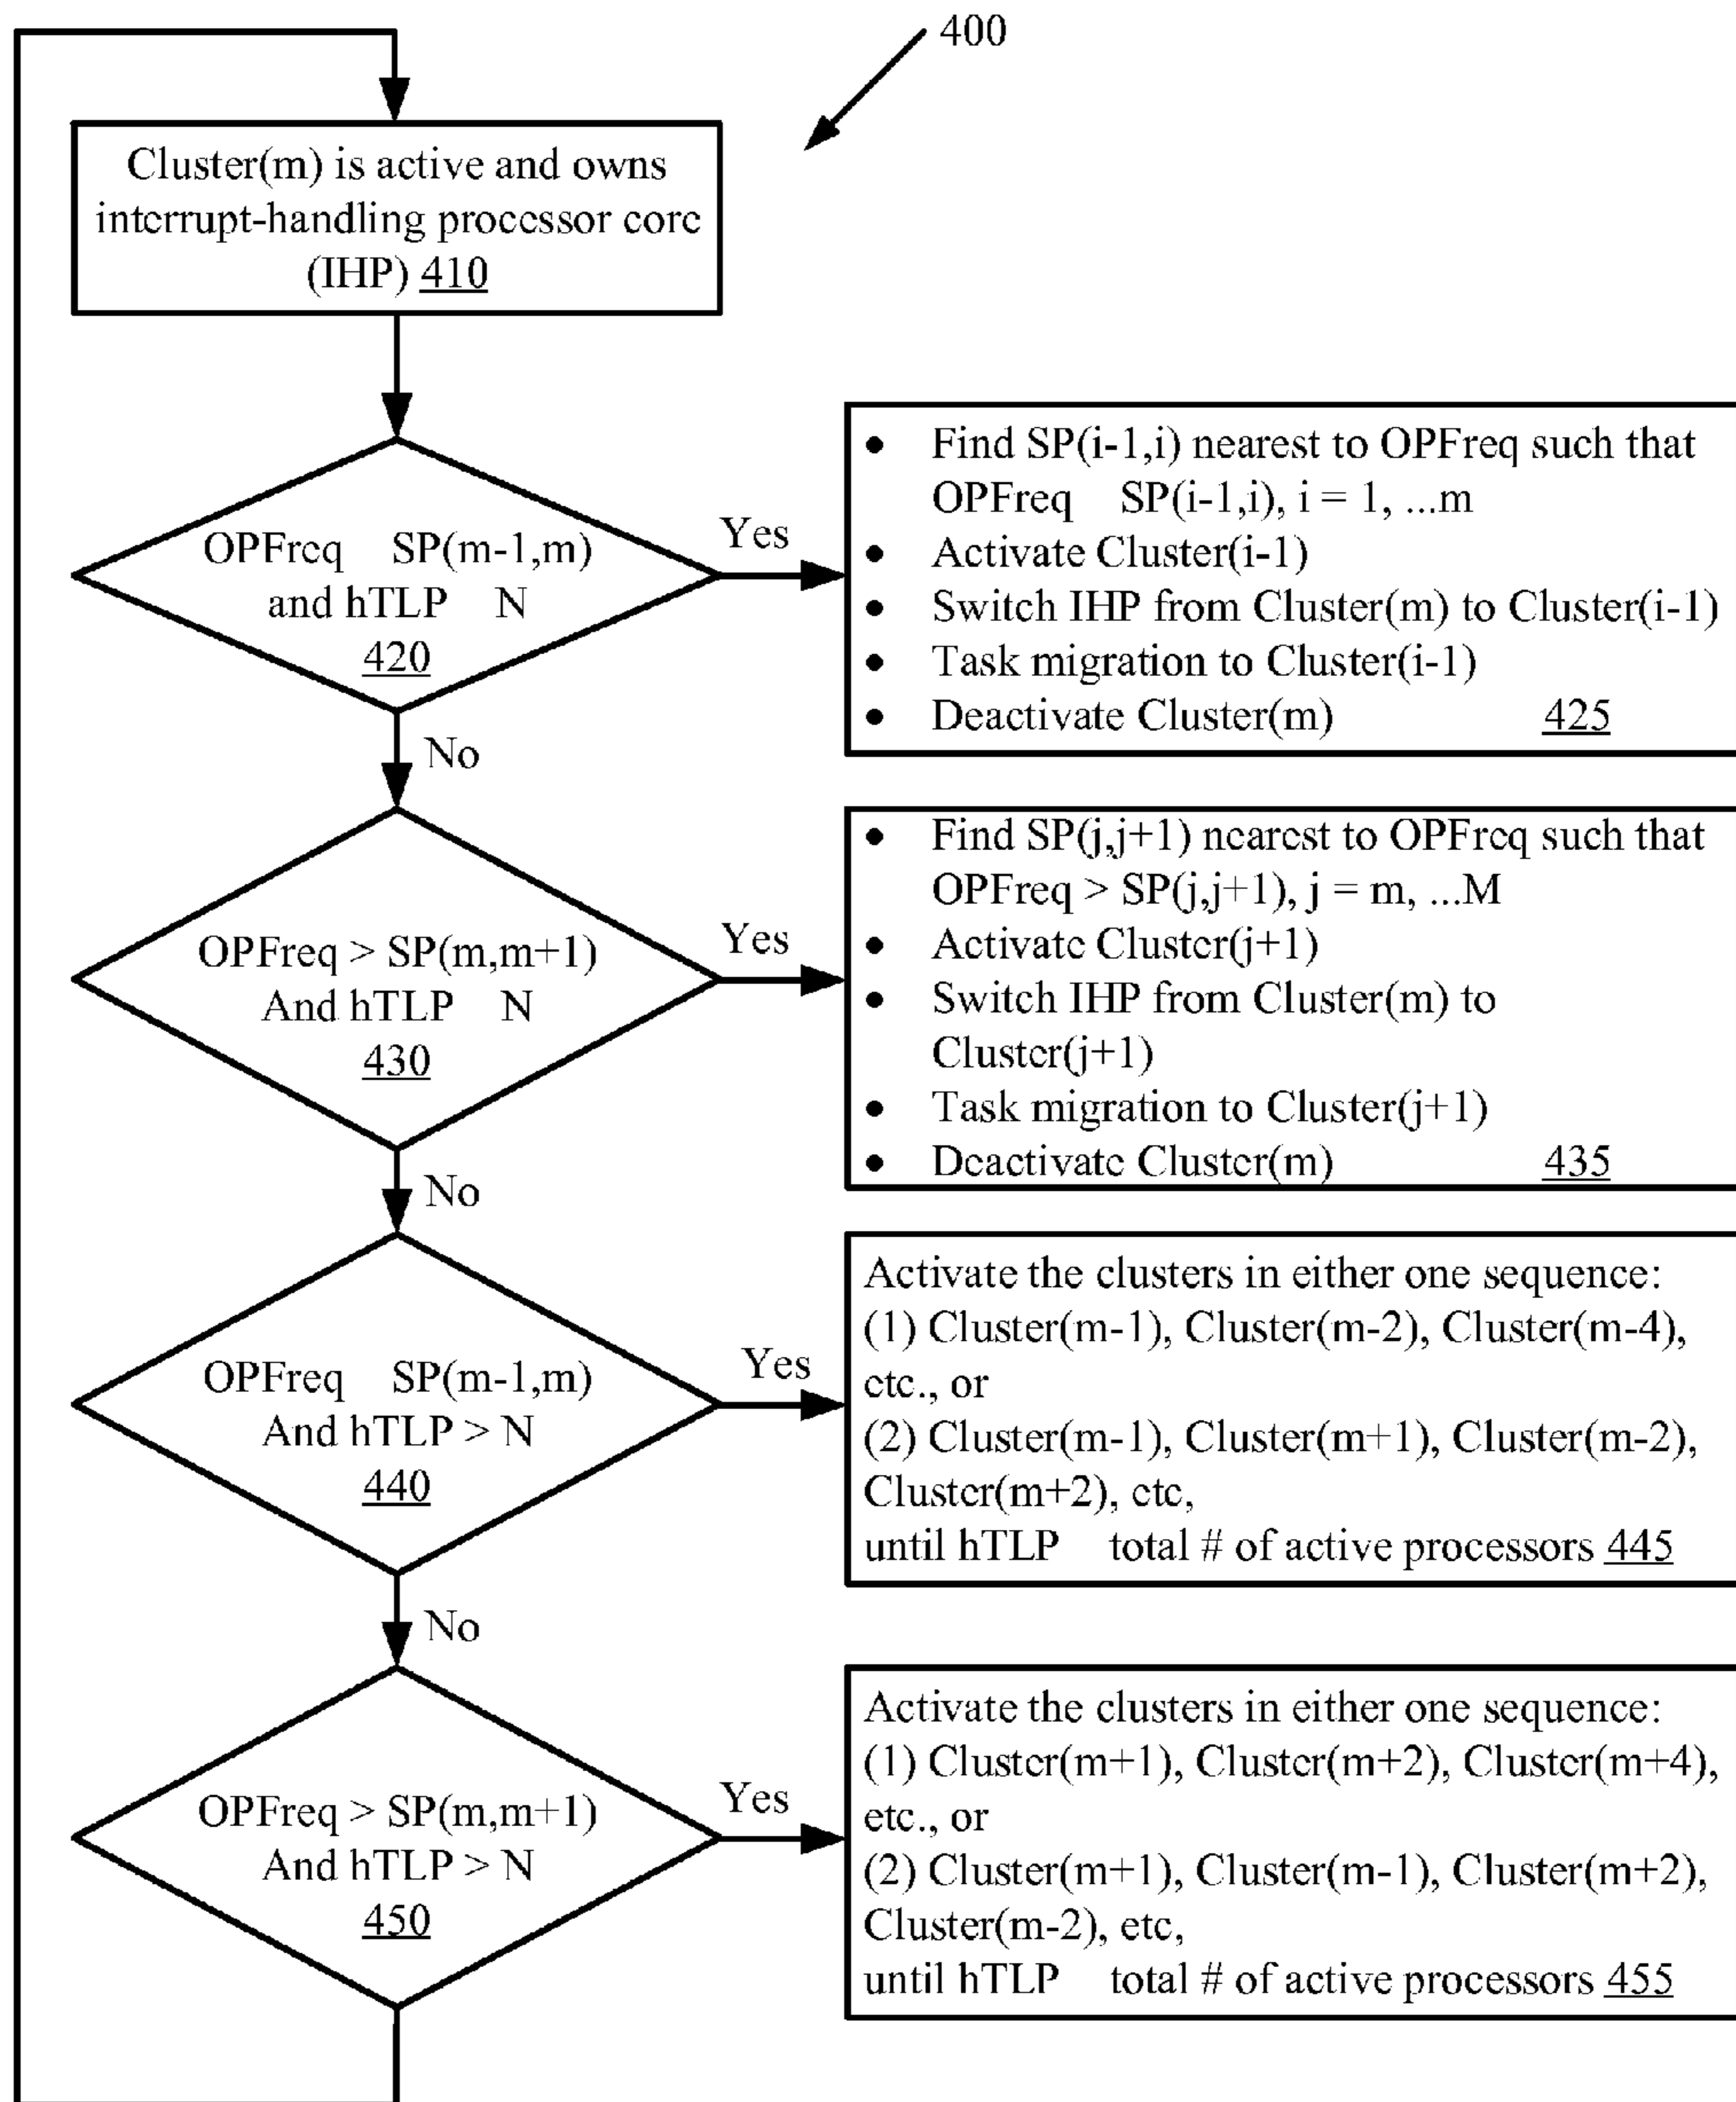 400
Cluster(m) is active and owns
interrupt-handling processor core
(IHP) 410
OPFreq SP(m-1,m)
and hTLP N
420
Yes
• Find SP(i-1,i) nearest to OPFreq such that
OPFreq SP(i-1,i), i = 1, ...m
• Activate Cluster(i-1)
• Switch IHP from Cluster(m) to Cluster(i-1)
• Task migration to Cluster(i-1)
• Deactivate Cluster(m) 425
No
OPFreq > SP(m,m+1)
And hTLP N
430
Yes
• Find SP(j,j+1) nearest to OPFreq such that
OPFreq > SP(j,j+1), j = m, ...M
• Activate Cluster(j+1)
• Switch IHP from Cluster(m) to
Cluster(j+1)
• Task migration to Cluster(j+1)
• Deactivate Cluster(m) 435
No
OPFreq SP(m-1,m)
And hTLP > N
440
Yes
Activate the clusters in either one sequence:
(1) Cluster(m-1), Cluster(m-2), Cluster(m-4),
etc., or
(2) Cluster(m-1), Cluster(m+1), Cluster(m-2),
Cluster(m+2), etc,
until hTLP total # of active processors 445
No
OPFreq > SP(m,m+1)
And hTLP > N
450
Yes
Activate the clusters in either one sequence:
(1) Cluster(m+1), Cluster(m+2), Cluster(m+4),
etc., or
(2) Cluster(m+1), Cluster(m-1), Cluster(m+2),
Cluster(m-2), etc,
until hTLP total # of active processors 455